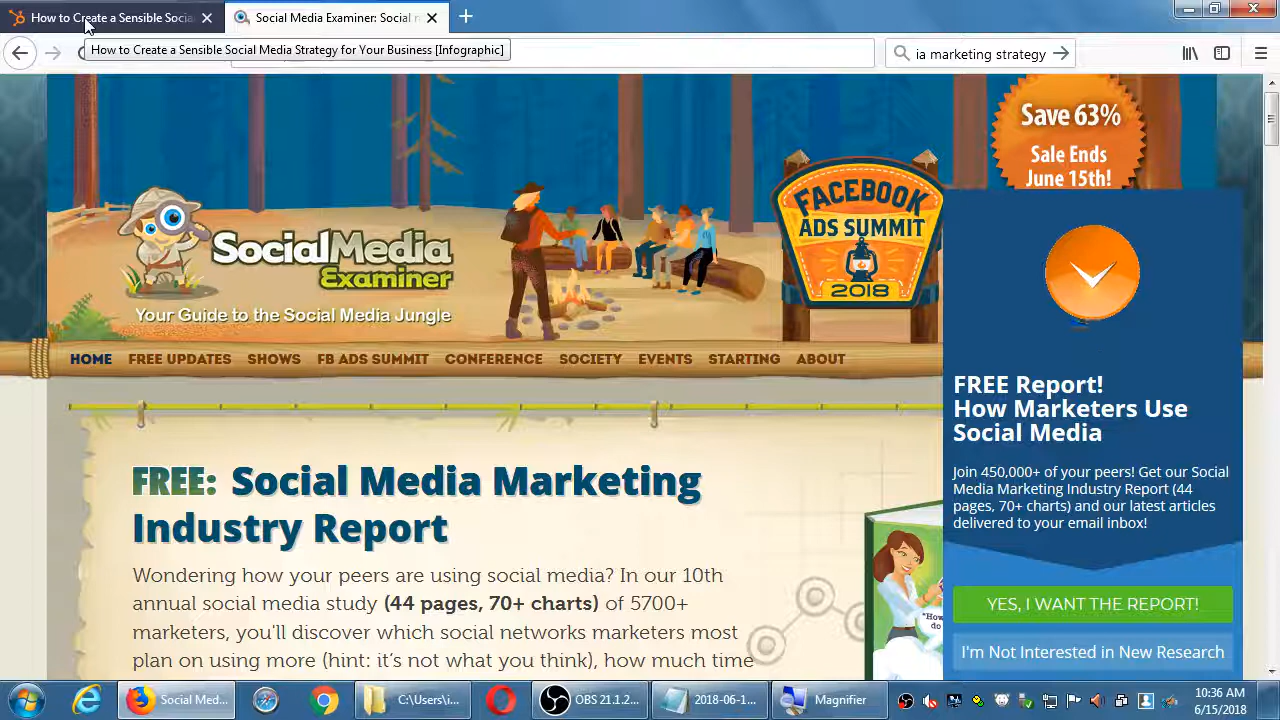 How to Create a Sensible Socia
Social Media Examiner: Social
How to Create a Sensible Social Media Strategy for Your Business [Infographic]
ia marketing strategy
Save 63%
Sale Ends
June 15th!
FACEBOOK
ADS SUMMIT
2018
SocialMedia
Examiner
Your Guide to the Social Media Jungle
HOME FREE UPDATES SHOWS FB ADS SUMMIT CONFERENCE SOCIETY EVENTS STARTING ABOUT
FREE Report!
How Marketers Use
Social Media
Join 450,000+ of your peers! Get our Social
Media Marketing Industry Report (44
pages, 70+ charts) and our latest articles
delivered to your email inbox!
YES, I WANT THE REPORT!
I'm Not Interested in New Research
FREE: Social Media Marketing
Industry Report
Wondering how your peers are using social media? In our 10th
annual social media study (44 pages, 70+ charts) of 5700+
marketers, you'll discover which social networks marketers most
plan on using more (hint: it's not what you think), how much time
"How
do
Social Med...
C:\Users\i...
OBS 21.1.2...
2018-06-1...
Magnifier
10:36 AM
6/15/2018